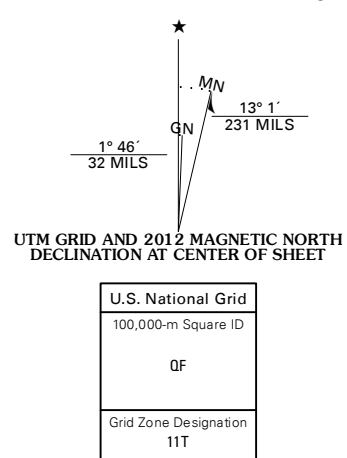 ★
MN
GN
13° 1´
231 MILS
1° 46´
32 MILS
UTM GRID AND 2012 MAGNETIC NORTH
DECLINATION AT CENTER OF SHEET
U.S. National Grid
100,000-m Square ID
QF
Grid Zone Designation
11T